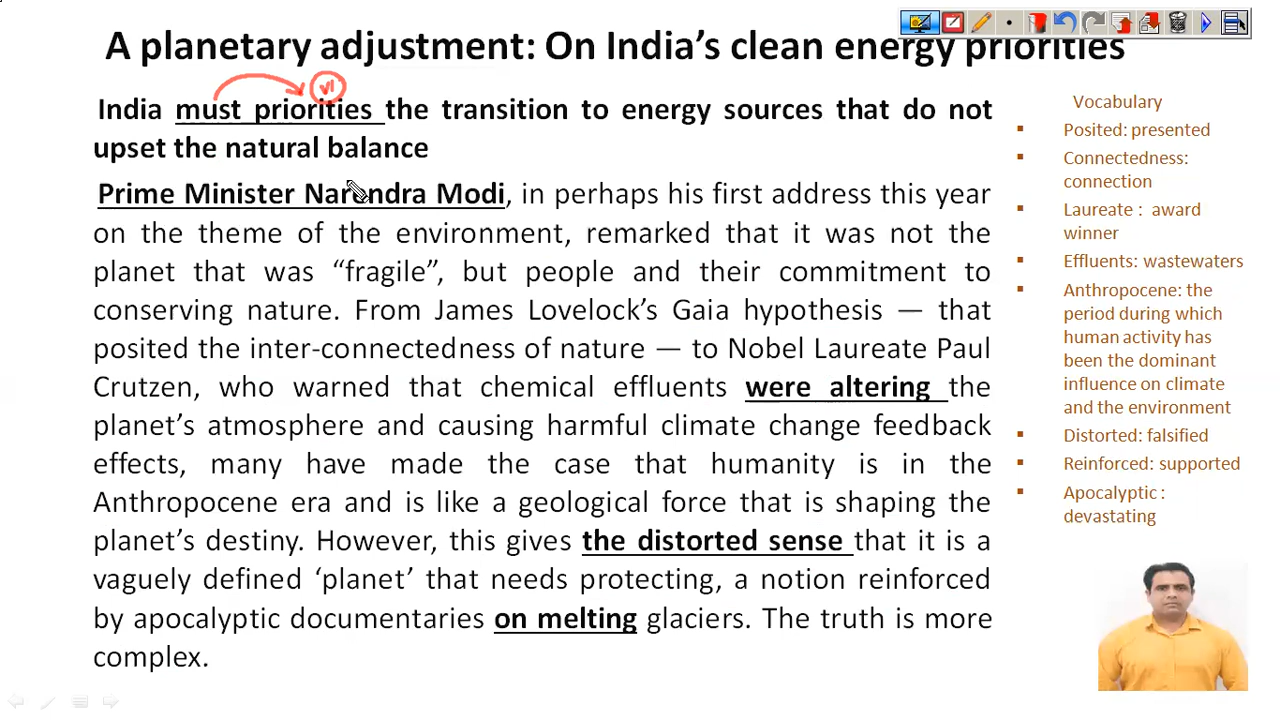 A planetary adjustment: On India’s clean energy priorities
India must priorities the transition to energy sources that do not
upset the natural balance
Prime Minister Narendra Modi, in perhaps his first address this year
on the theme of the environment, remarked that it was not the
planet that was “fragile”, but people and their commitment to
conserving nature. From James Lovelock’s Gaia hypothesis — that
posited the inter-connectedness of nature — to Nobel Laureate Paul
Crutzen, who warned that chemical effluents were altering the
planet’s atmosphere and causing harmful climate change feedback
effects, many have made the case that humanity is in the
Anthropocene era and is like a geological force that is shaping the
planet’s destiny. However, this gives the distorted sense that it is a
vaguely defined ‘planet’ that needs protecting, a notion reinforced
by apocalyptic documentaries on melting glaciers. The truth is more
complex.
Vocabulary
Posited: presented
Connectedness:
connection
Laureate : award
winner
Effluents: wastewaters
Anthropocene: the
period during which
human activity has
been the dominant
influence on climate
and the environment
Distorted: falsified
Reinforced: supported
Apocalyptic :
devastating